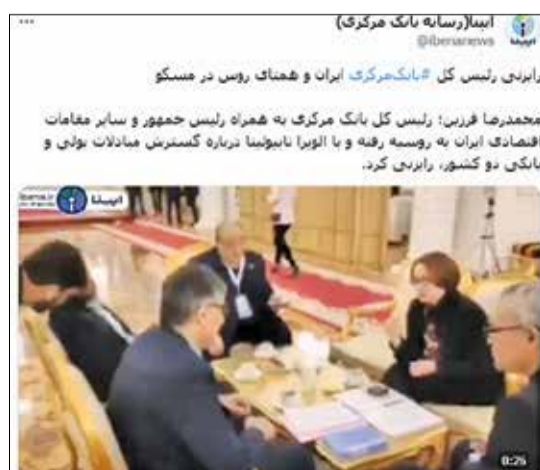 ایبنا(رسانه بانک مرکزی)
@ibenanews
رایزنی رئیس کل #بانک‌مرکزی ایران و همتای روس در مسکو
محمدرضا فرزین؛ رئیس کل بانک مرکزی به همراه رئیس جمهور و سایر مقامات
اقتصادی ایران به روسیه رفته و با الویرا نابیولینا درباره گسترش مبادلات پولی و
بانکی دو کشور، رایزنی کرد.
ایبنا
0:26